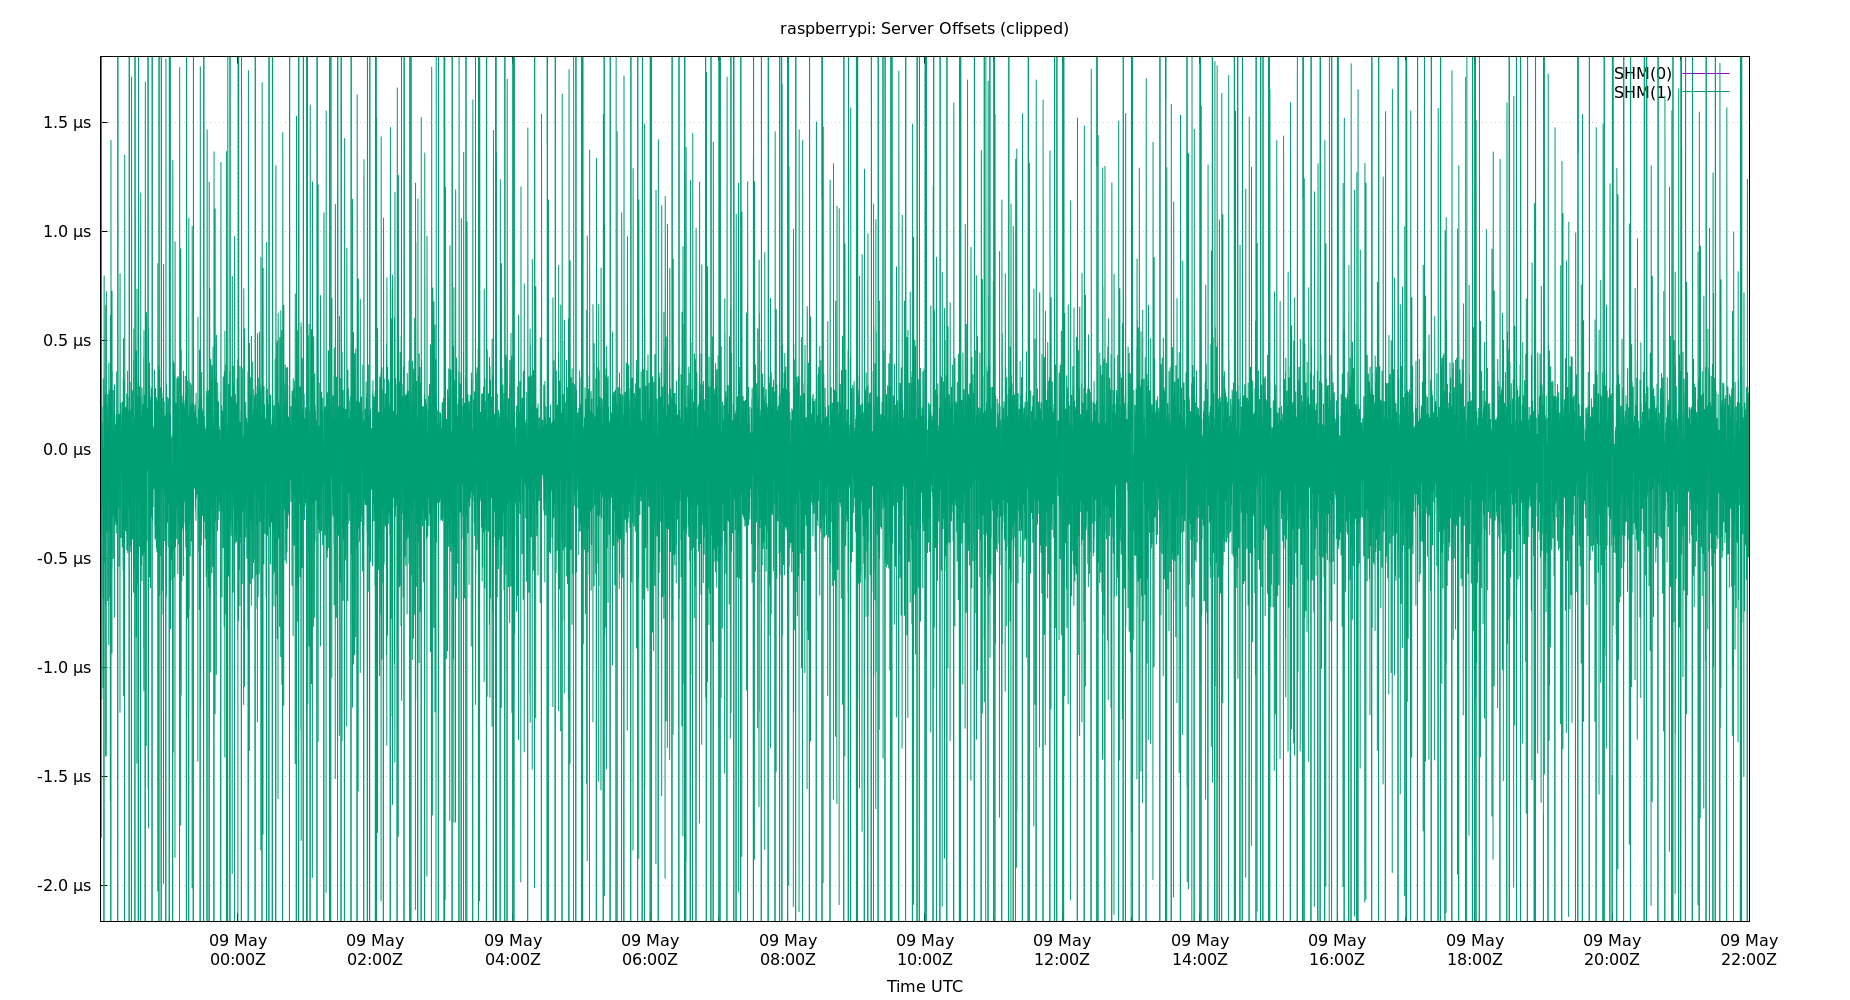 raspberrypi: Server Offsets (clipped)
SHM(0)
SHM(1)
1.5 µs
1.0 µs
0.5 µs
0.0 µs
-0.5 µs
-1.0 µs
-1.5 µs
-2.0 µs
09 May 09 May 09 May 09 May 09 May 09 May 09 May 09 May 09 May 09 May 09 May 09 May
00:00Z 02:00Z 04:00Z 06:00Z 08:00Z 10:00Z 12:00Z 14:00Z 16:00Z 18:00Z 20:00Z 22:00Z
Time UTC